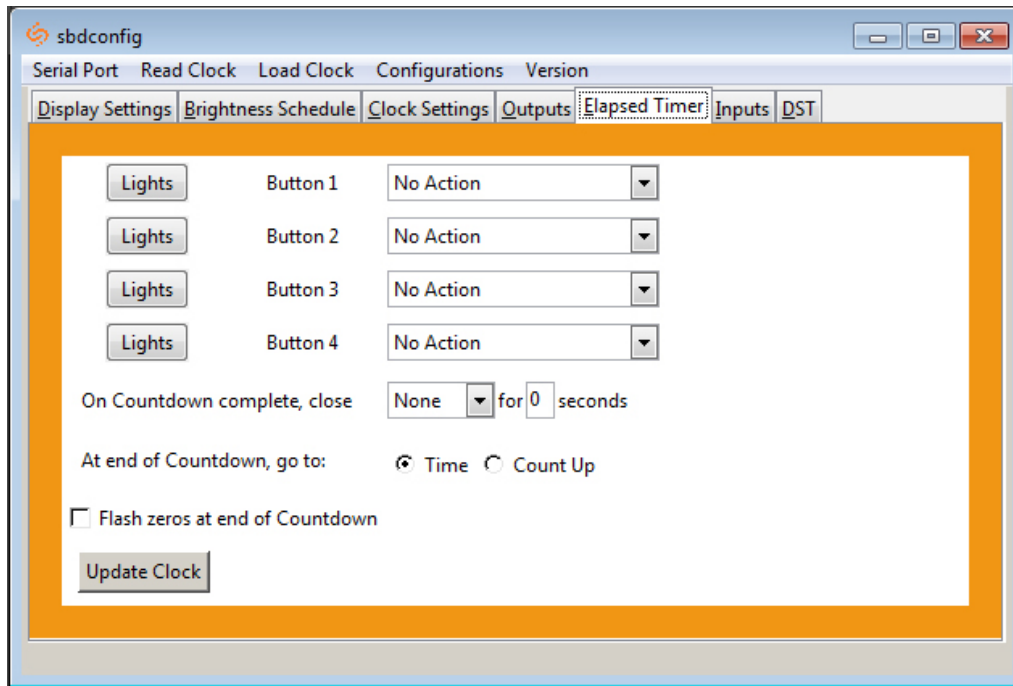 sbdconfig
Serial Port Read Clock Load Clock Configurations Version
Display Settings Brightness Schedule Clock Settings Outputs Elapsed Timer Inputs DST
Lights Button 1 No Action
Lights Button 2 No Action
Lights Button 3 No Action
Lights Button 4 No Action
On Countdown complete, close None for 0 seconds
At end of Countdown, go to: Time Count Up
Flash zeros at end of Countdown
Update Clock